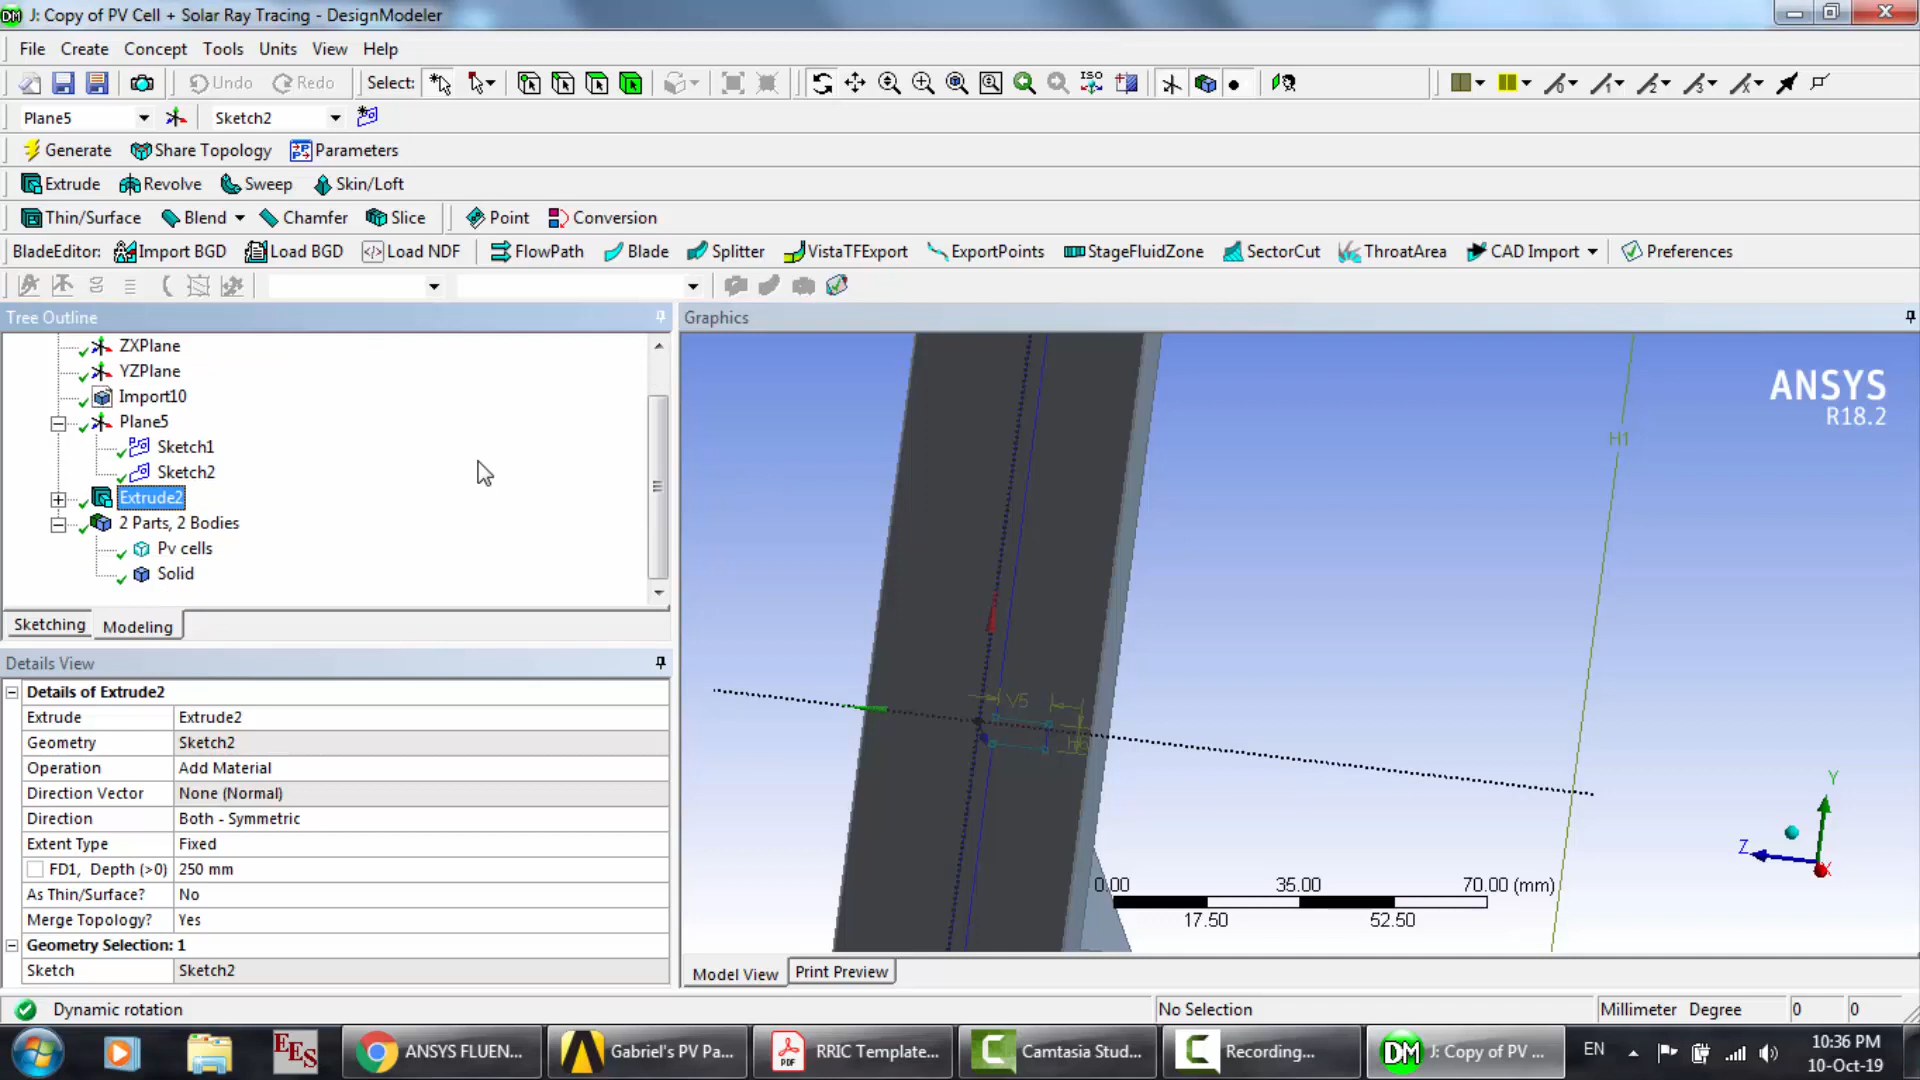 J: Copy of PV Cell + Solar Ray Tracing - DesignModeler
File Create Concept Tools Units View Help
Undo Redo Select: ISO
Plane5 Sketch2
Generate Share Topology Parameters
Extrude Revolve Sweep Skin/Loft
Thin/Surface Blend Chamfer Slice Point Conversion
BladeEditor: Import BGD Load BGD Load NDF FlowPath Blade Splitter VistaTFExport ExportPoints StageFluidZone SectorCut ThroatArea CAD Import Preferences
Tree Outline
ZXPlane
YZPlane
Import10
Plane5
Sketch1
Sketch2
Extrude2
2 Parts, 2 Bodies
Pv cells
Solid
Sketching Modeling
Details View
Details of Extrude2
Extrude Extrude2
Geometry Sketch2
Operation Add Material
Direction Vector None (Normal)
Direction Both - Symmetric
Extent Type Fixed
FD1, Depth (>0) 250 mm
As Thin/Surface? No
Merge Topology? Yes
Geometry Selection: 1
Sketch Sketch2
Graphics
ANSYS
R18.2
H1
V5
Y
Z
X
0.00 35.00 70.00 (mm)
17.50 52.50
Model View Print Preview
Dynamic rotation No Selection Millimeter Degree 0 0
EES ANSYS FLUEN... Gabriel's PV Pa... RRIC Template... Camtasia Stud... Recording... DM J: Copy of PV ... EN
10:36 PM
10-Oct-19